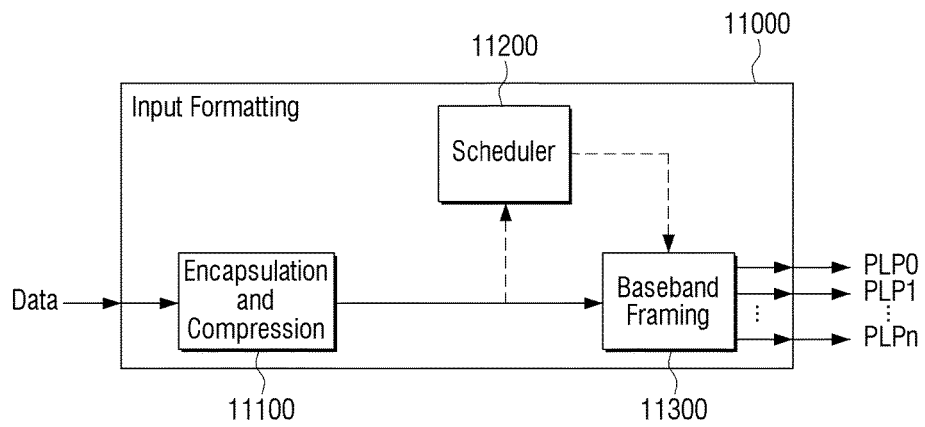 11000
11200
Input Formatting
Scheduler
Encapsulation
and
Compression
Data
Baseband
Framing
PLP0
PLP1
⋮
⋮
PLPn
11100
11300